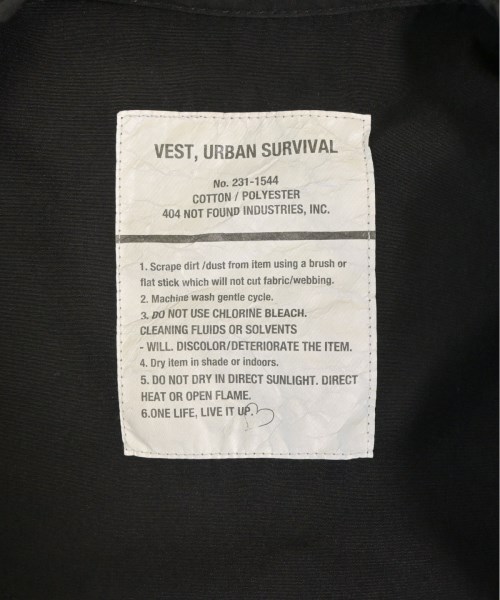 VEST, URBAN SURVIVAL
No. 231-1544
COTTON / POLYESTER
404 NOT FOUND INDUSTRIES, INC.
1. Scrape dirt /dust from item using a brush or
flat stick which will not cut fabric/webbing.
2. Machine wash gentle cycle.
3. DO NOT USE CHLORINE BLEACH.
CLEANING FLUIDS OR SOLVENTS
- WILL. DISCOLOR/DETERIORATE THE ITEM.
4. Dry item in shade or indoors.
5. DO NOT DRY IN DIRECT SUNLIGHT. DIRECT
HEAT OR OPEN FLAME.
6.ONE LIFE, LIVE IT UP.